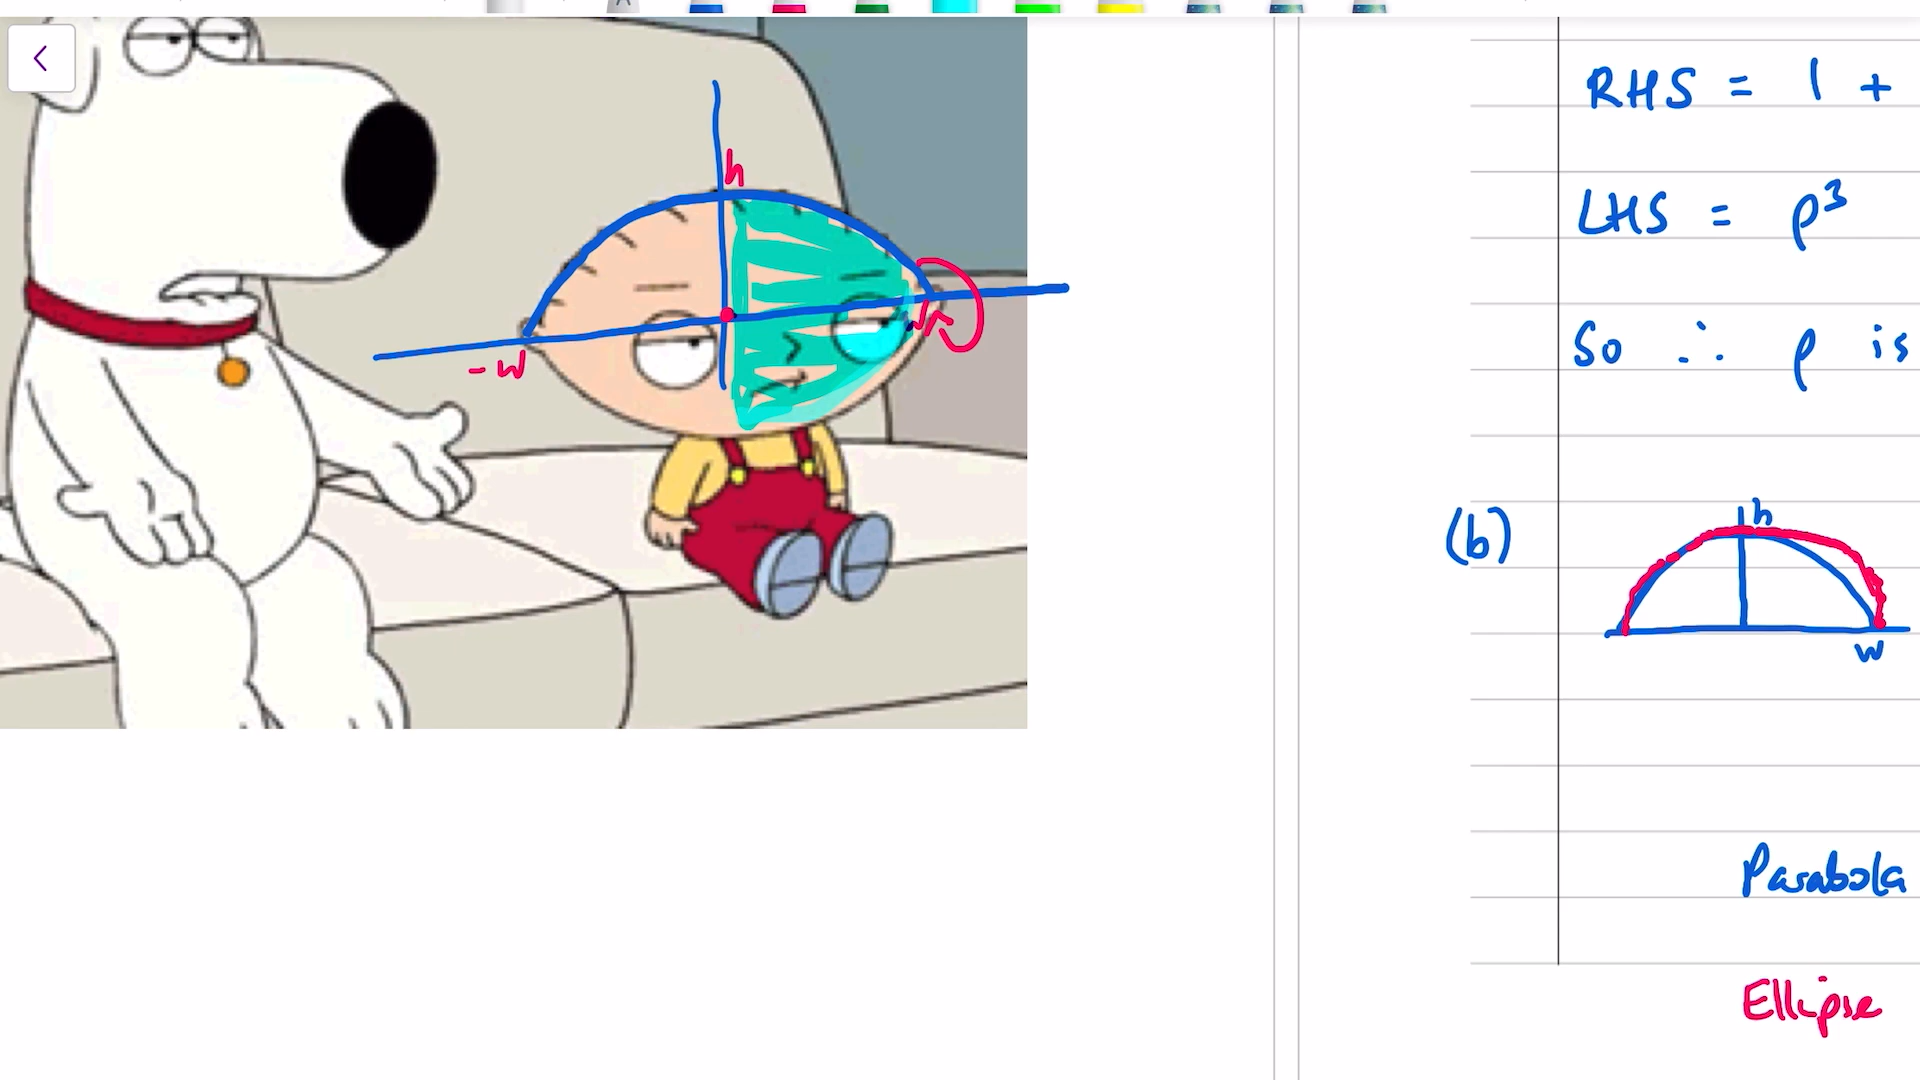 h
-w
RHS = 1 +
LHS = ρ³
So ∴ ρ is
(b)
h
w
Parabola
Ellipse